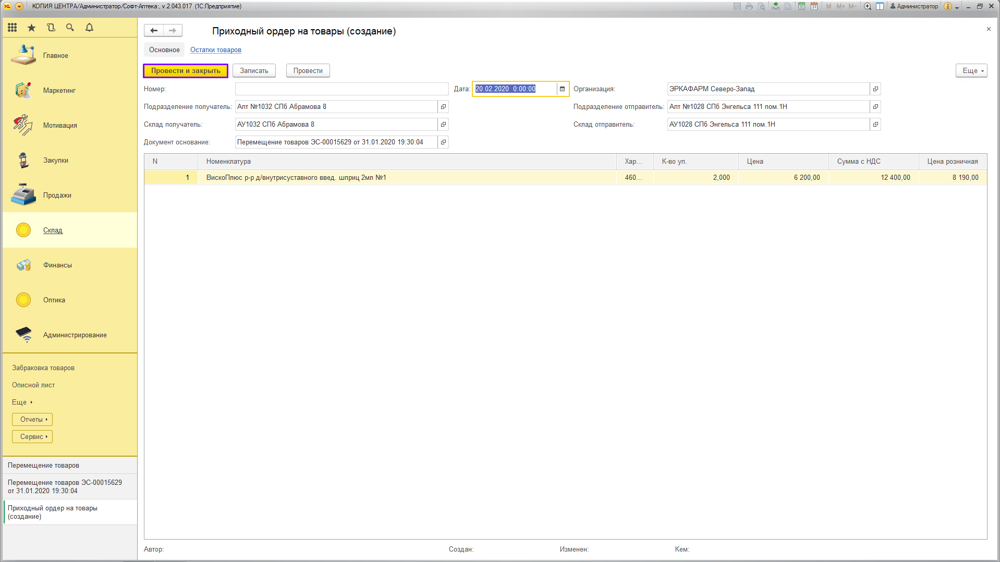 КОПИЯ ЦЕНТРА/Администратор/Софт-Аптека:, v.2.043.017 (1С:Предприятие)
M M+ M- Администратор
Приходный ордер на товары (создание)
Основное Остатки товаров
Провести и закрыть Записать Провести Еще
Номер: Дата: 20.02.2020 0:00:00 Организация: ЭРКАФАРМ Северо-Запад
Подразделение получатель: Апт №1032 СПб Абрамова 8 Подразделение отправитель: Апт №1028 СПб Энгельса 111 пом.1Н
Склад получатель: АУ1032 СПб Абрамова 8 Склад отправитель: АУ1028 СПб Энгельса 111 пом.1Н
Документ основание: Перемещение товаров ЭС-00015629 от 31.01.2020 19:30:04
N Номенклатура Хар... К-во уп. Цена Сумма с НДС Цена розничная
1 ВискоПлюс р-р д/внутрисуставного введ. шприц 2мл №1 460... 2,000 6 200,00 12 400,00 8 190,00
Автор: Создан: Изменен: Кем:
Главное
Маркетинг
Мотивация
Закупки
Продажи
Склад
Финансы
Оптика
Администрирование
Забраковка товаров
Описной лист
Еще
Отчеты
Сервис
Перемещение товаров
Перемещение товаров ЭС-00015629
от 31.01.2020 19:30:04
Приходный ордер на товары
(создание)